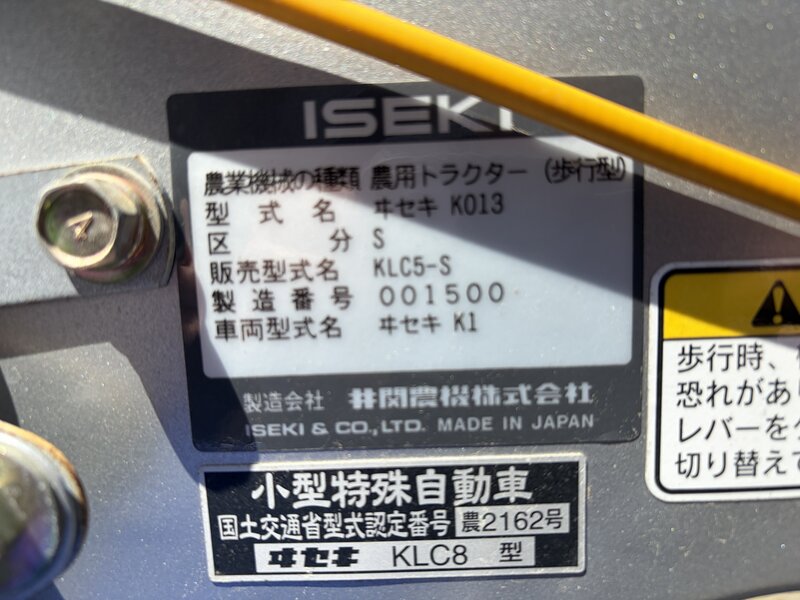 4
ISEKI
農業機械の種類 農用トラクター (歩行型)
型式名 ヰセキ K013
区分 S
販売型式名 KLC5-S
製造番号 001500
車両型式名 ヰセキ K1
製造会社 井関農機株式会社
ISEKI & CO., LTD. MADE IN JAPAN
小型特殊自動車
国土交通省型式認定番号 農2162号
ヰセキ KLC8 型
歩行時、
恐れがあ
レバーを
切り替えて